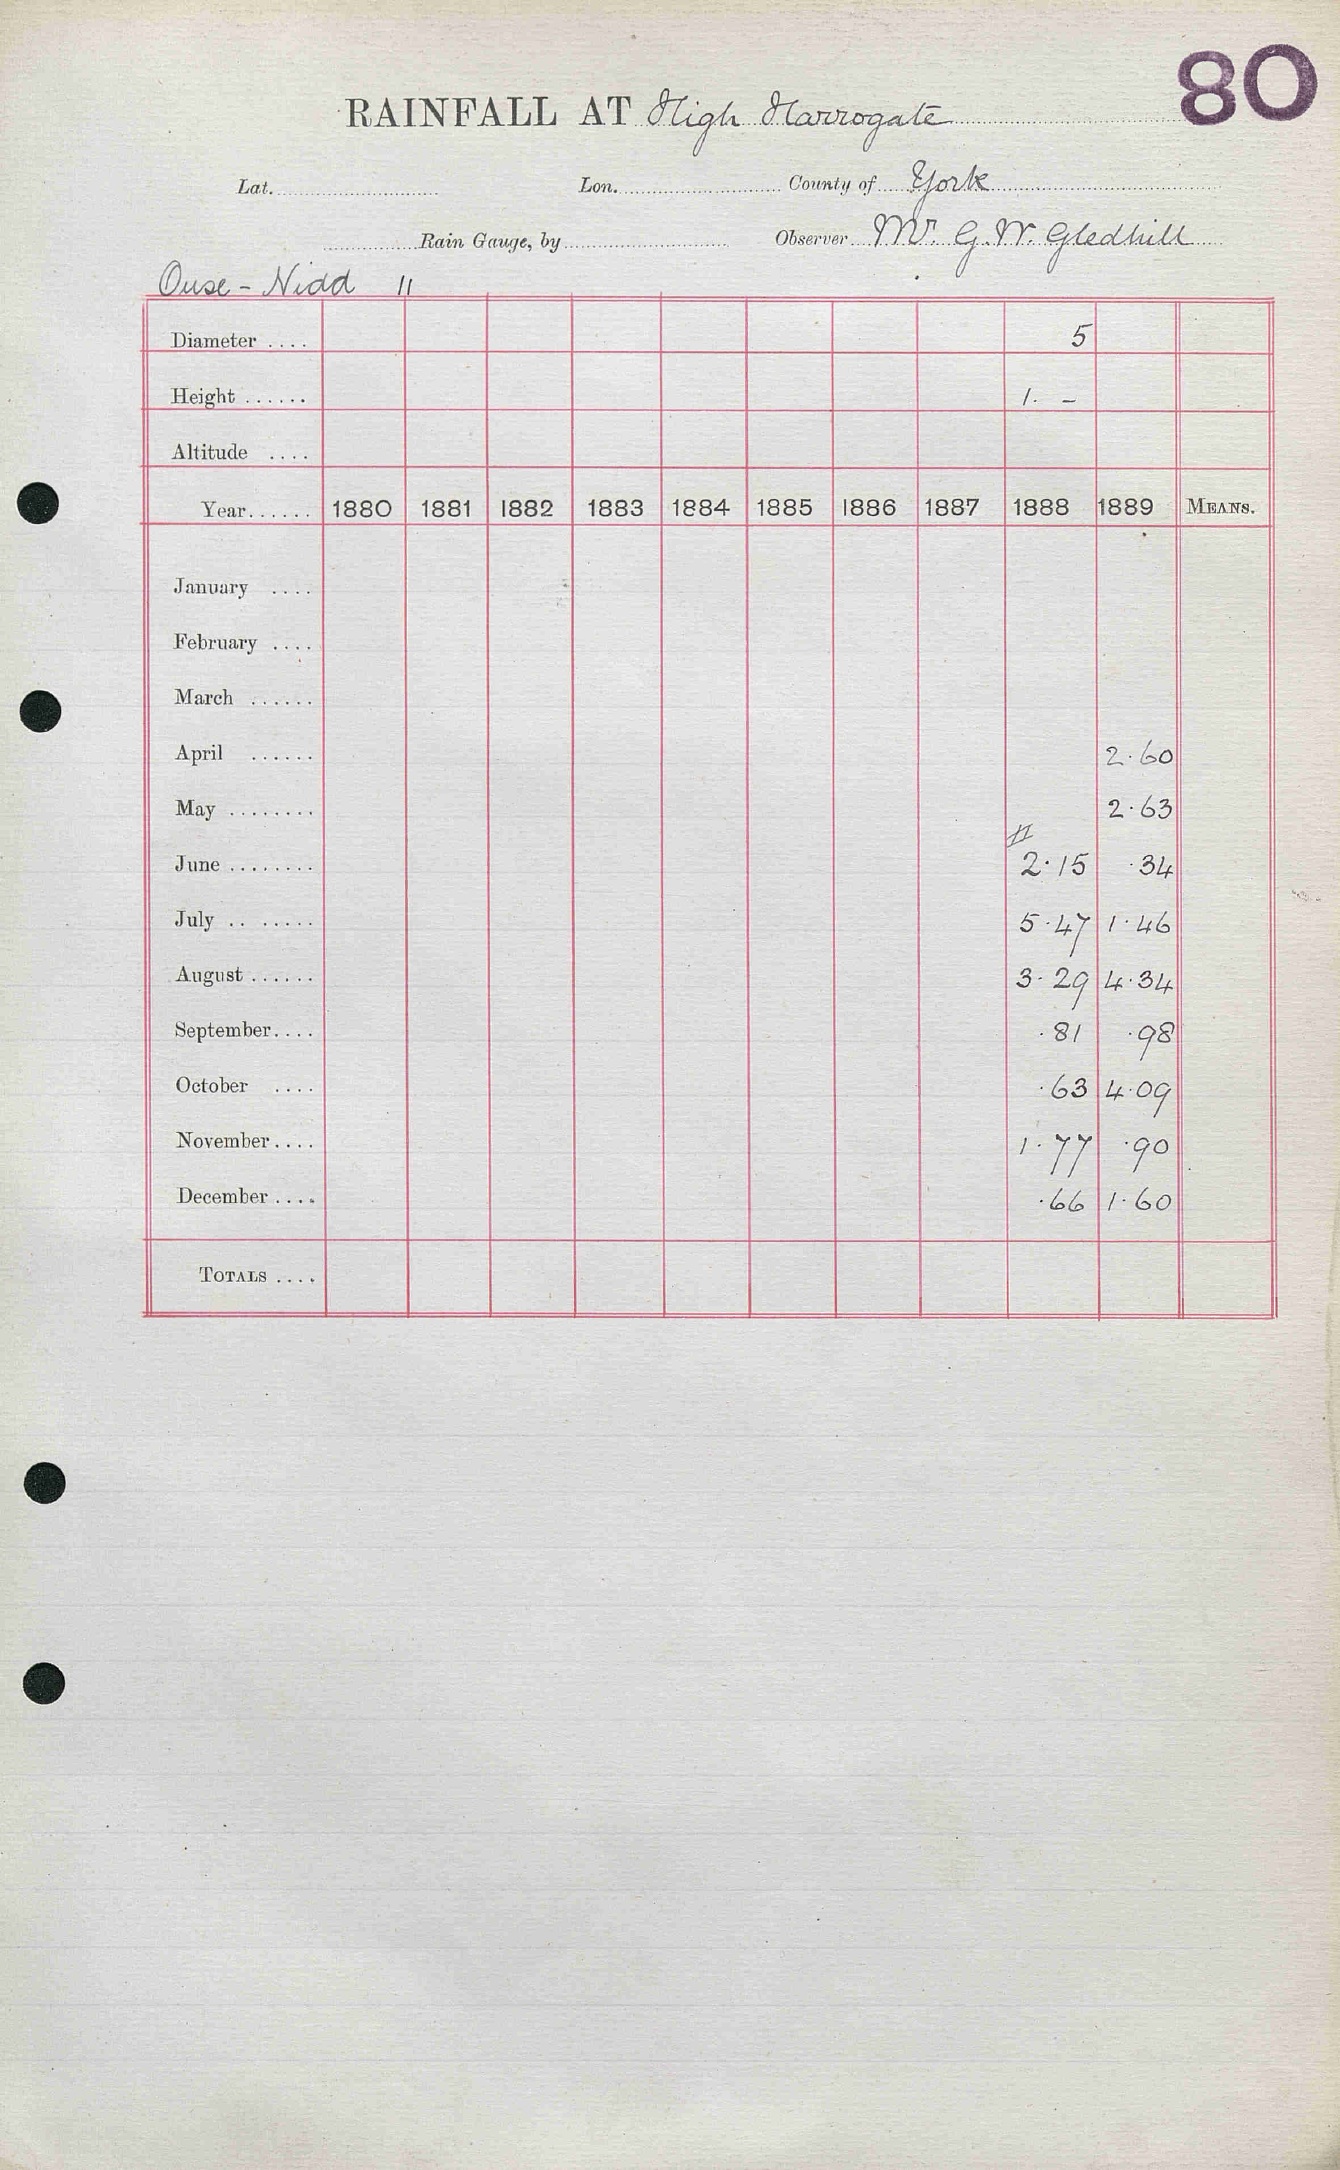 80
RAINFALL AT High Harrogate
Lat. Lon. County of York
Rain Gauge, by Observer Mr. G. W. Gledhill
Ouse - Nidd 11
Diameter .... 5
Height ...... 1. -
Altitude ....
Year...... 1880 1881 1882 1883 1884 1885 1886 1887 1888 1889 MEANS.
January ....
February ....
March ......
April ...... 2.60
May ........ 2.63
June ........ # 2.15 .34
July .. ...... 5.47 1.46
August ...... 3.29 4.34
September.... .81 .98
October .... .63 4.09
November.... 1.77 .90
December .... .66 1.60
TOTALS ....